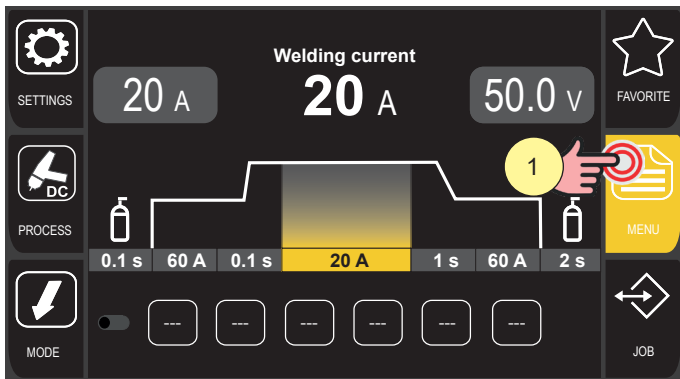 SETTINGS
Welding current
20 A
20 A
50.0 V
FAVORITE
DC
PROCESS
1
MENU
0.1 s 60 A 0.1 s 20 A 1 s 60 A 2 s
--- --- --- --- --- ---
MODE
JOB